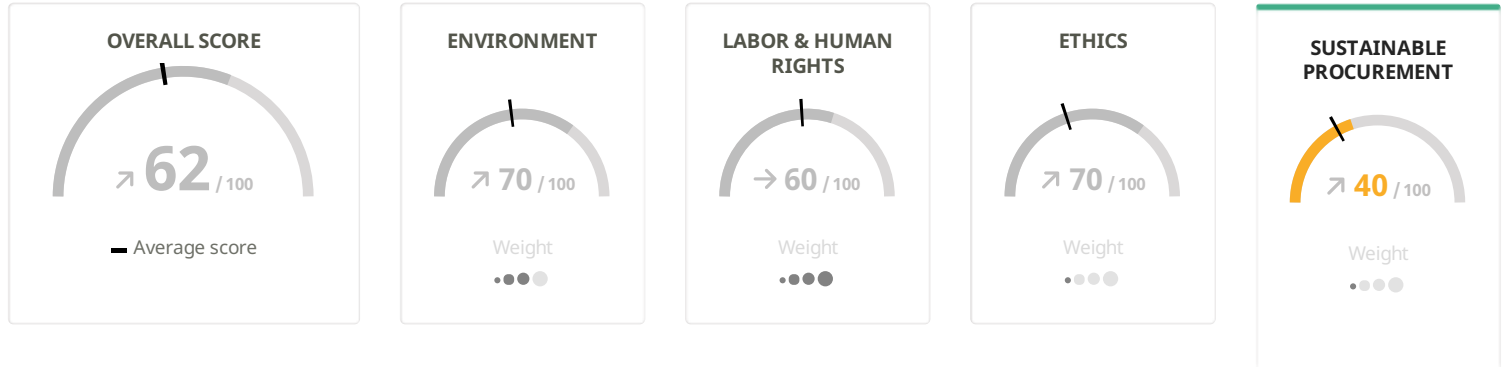 OVERALL SCORE
62 / 100
Average score
ENVIRONMENT
70 / 100
Weight
LABOR & HUMAN
RIGHTS
60 / 100
Weight
ETHICS
70 / 100
Weight
SUSTAINABLE
PROCUREMENT
40 / 100
Weight